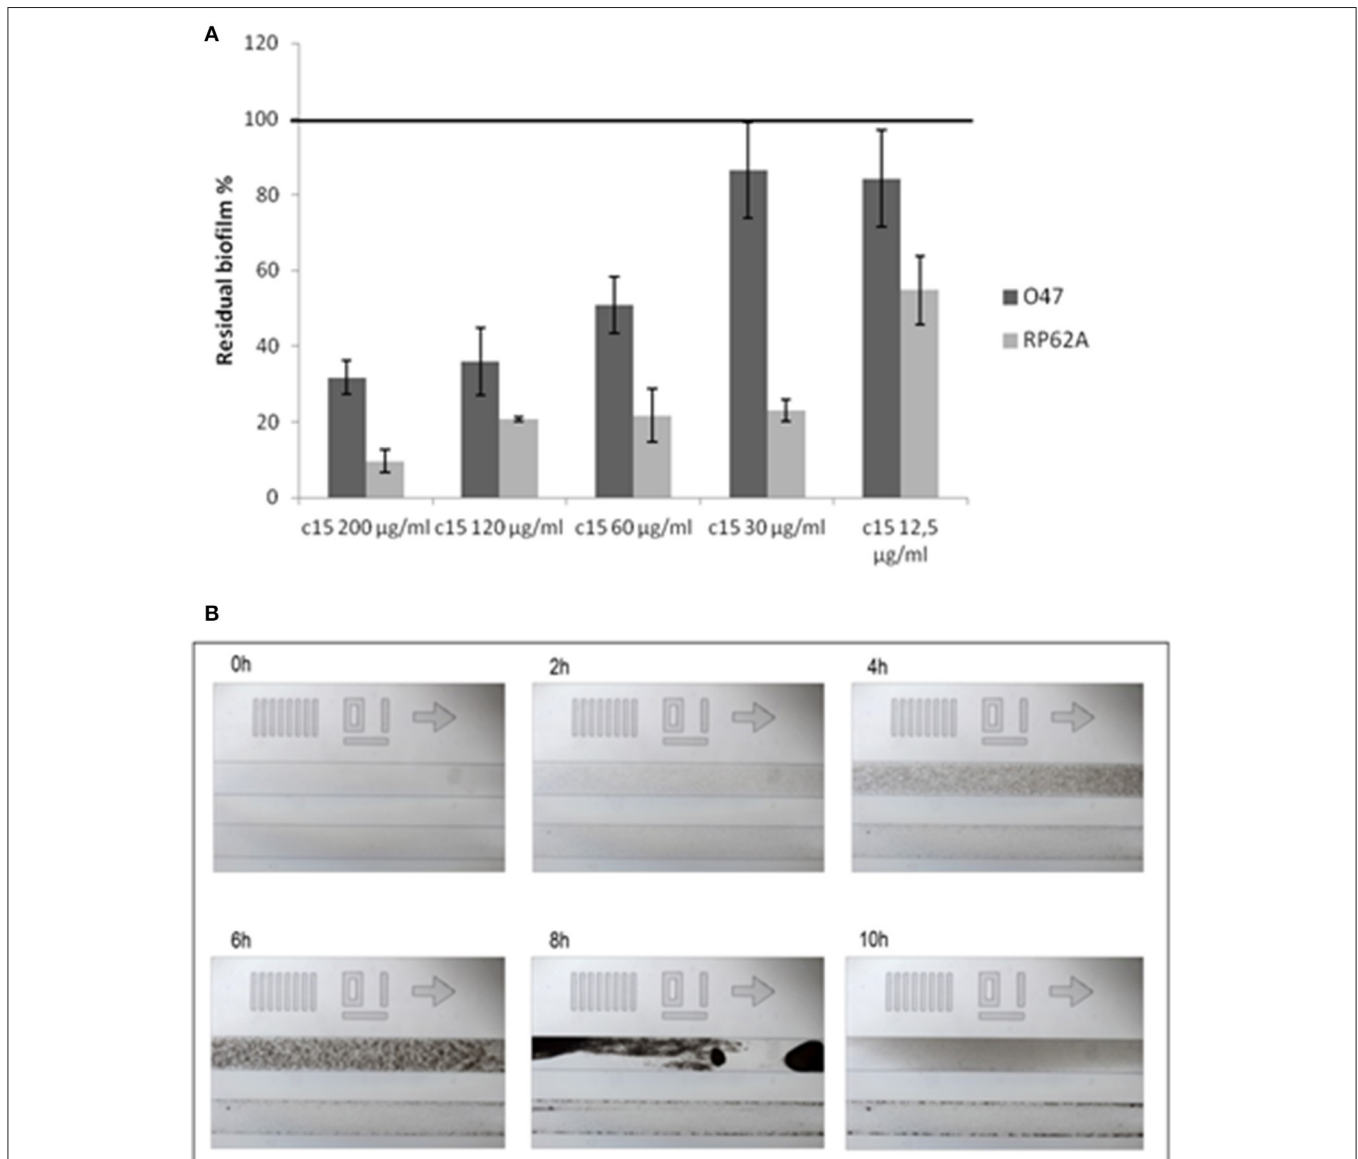 A
120
100
80
60
40
20
0
Residual biofilm %
c15 200 µg/ml c15 120 µg/ml c15 60 µg/ml c15 30 µg/ml c15 12,5
µg/ml
O47
RP62A
B
0h 2h 4h
6h 8h 10h